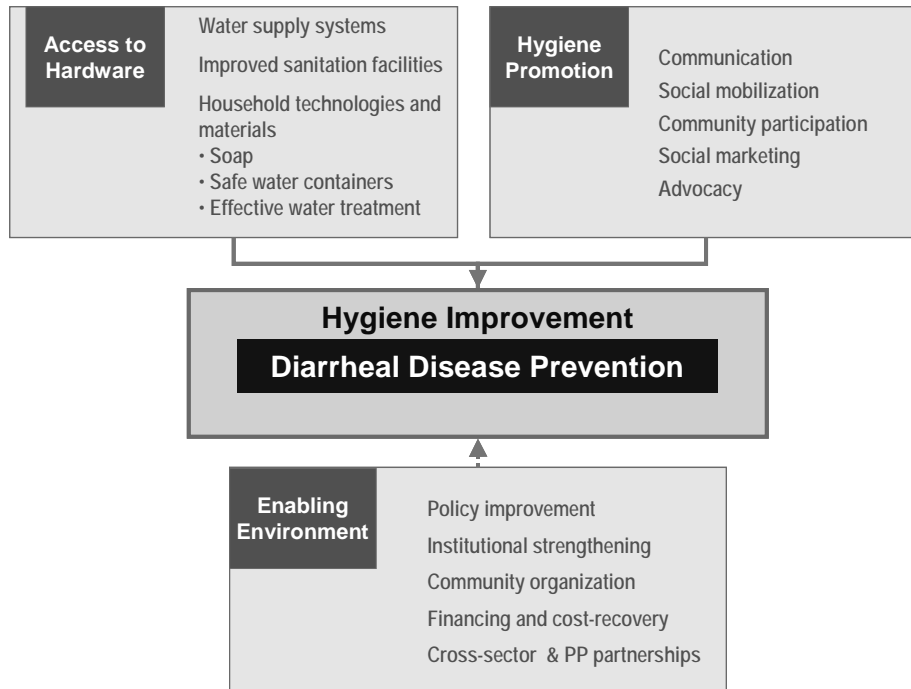 Access to
Hardware
Water supply systems
Improved sanitation facilities
Household technologies and
materials
• Soap
• Safe water containers
• Effective water treatment
Hygiene
Promotion
Communication
Social mobilization
Community participation
Social marketing
Advocacy
Hygiene Improvement
Diarrheal Disease Prevention
Enabling
Environment
Policy improvement
Institutional strengthening
Community organization
Financing and cost-recovery
Cross-sector & PP partnerships